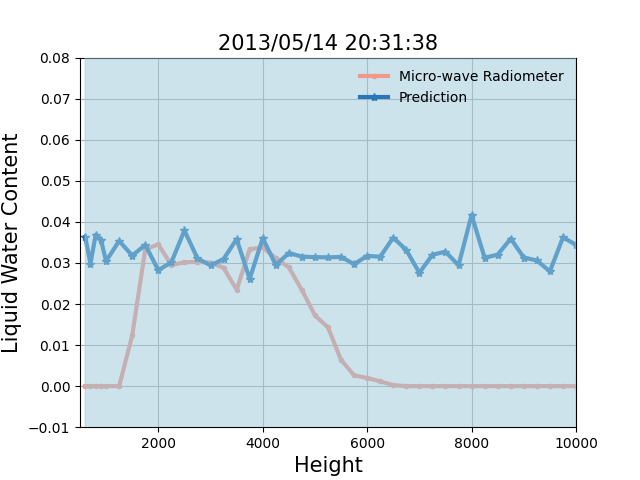 2013/05/14 20:31:38
Micro-wave Radiometer
Prediction
Liquid Water Content
0.08
0.07
0.06
0.05
0.04
0.03
0.02
0.01
0.00
−0.01
2000 4000 6000 8000 10000
Height